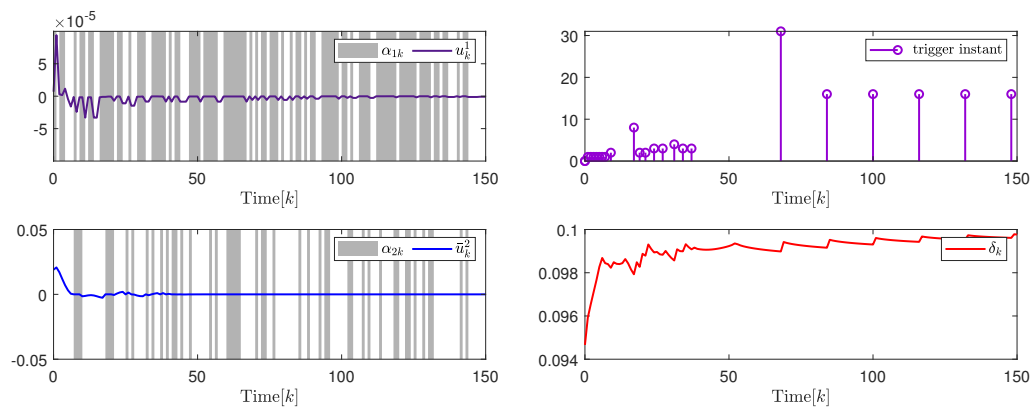 ×10⁻⁵
α₁ₖ u¹ₖ
5
0
-5
0 50 100 150
Time[k]
trigger instant
30
20
10
0
0 50 100 150
Time[k]
0.05
α₂ₖ ū²ₖ
0
-0.05
0 50 100 150
Time[k]
0.1
δₖ
0.098
0.096
0.094
0 50 100 150
Time[k]